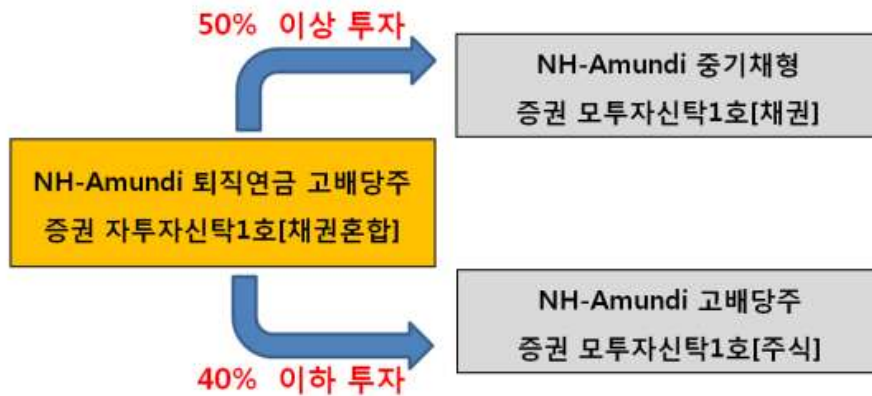 50% 이상 투자
NH-Amundi 중기채형
증권 모투자신탁1호[채권]
NH-Amundi 퇴직연금 고배당주
증권 자투자신탁1호[채권혼합]
NH-Amundi 고배당주
증권 모투자신탁1호[주식]
40% 이하 투자